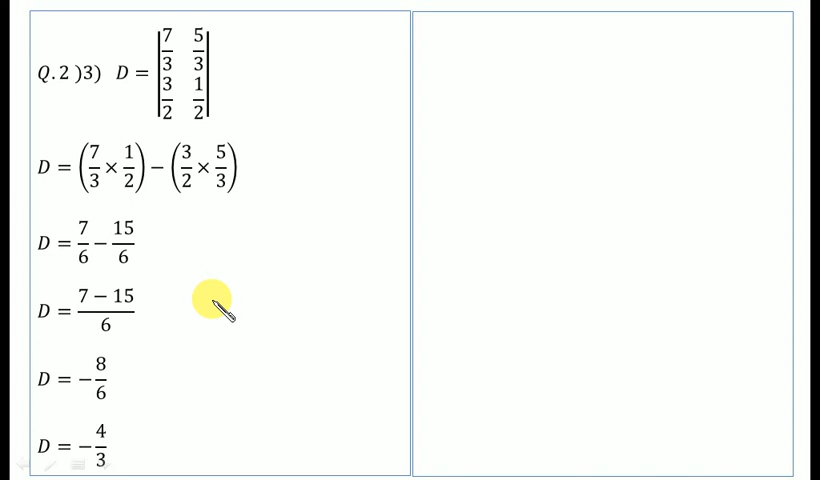 Q. 2 )3) D = | 7/3 5/3 |
| 3/2 1/2 |
D = (7/3 × 1/2) − (3/2 × 5/3)
D = 7/6 − 15/6
D = (7 − 15)/6
D = − 8/6
D = − 4/3